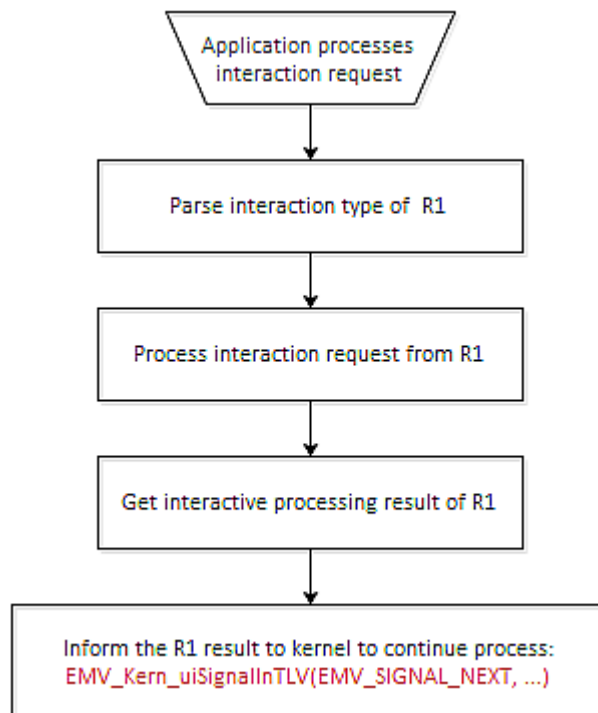 Application processes
interaction request
Parse interaction type of R1
Process interaction request from R1
Get interactive processing result of R1
Inform the R1 result to kernel to continue process:
EMV_Kern_uiSignalInTLV(EMV_SIGNAL_NEXT, ...)